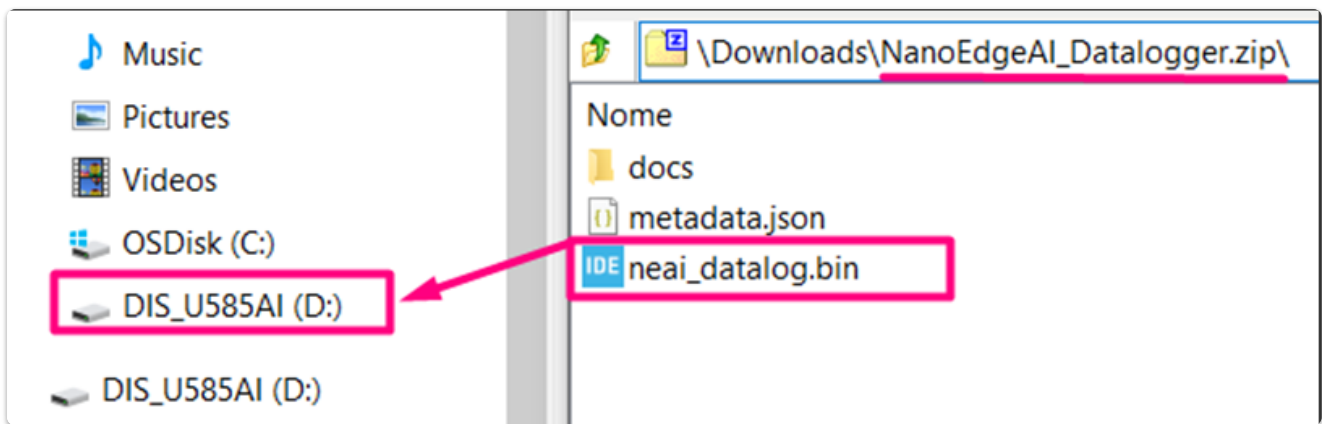 Music
Pictures
Videos
OSDisk (C:)
DIS_U585AI (D:)
DIS_U585AI (D:)
Z
\Downloads\NanoEdgeAI_Datalogger.zip\
Nome
docs
{} metadata.json
IDE neai_datalog.bin